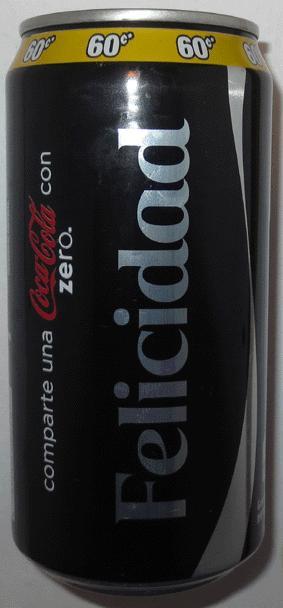 60¢* 60¢* 60¢*
comparte una Coca-Cola con
zero.
Felicidad